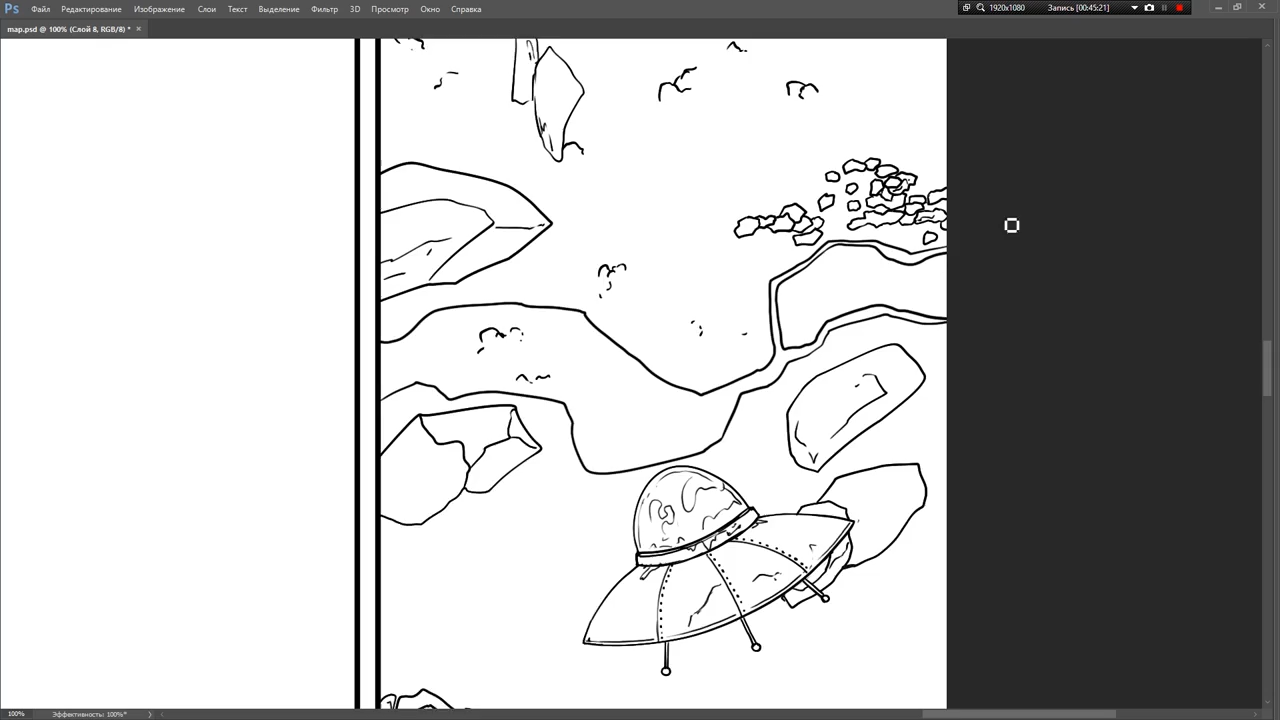 Ps Файл Редактирование Изображение Слои Текст Выделение Фильтр 3D Просмотр Окно Справка
1920x1080 Запись [00:45:21]
map.psd @ 100% (Слой 8, RGB/8) * ×
100% Эффективность: 100%*